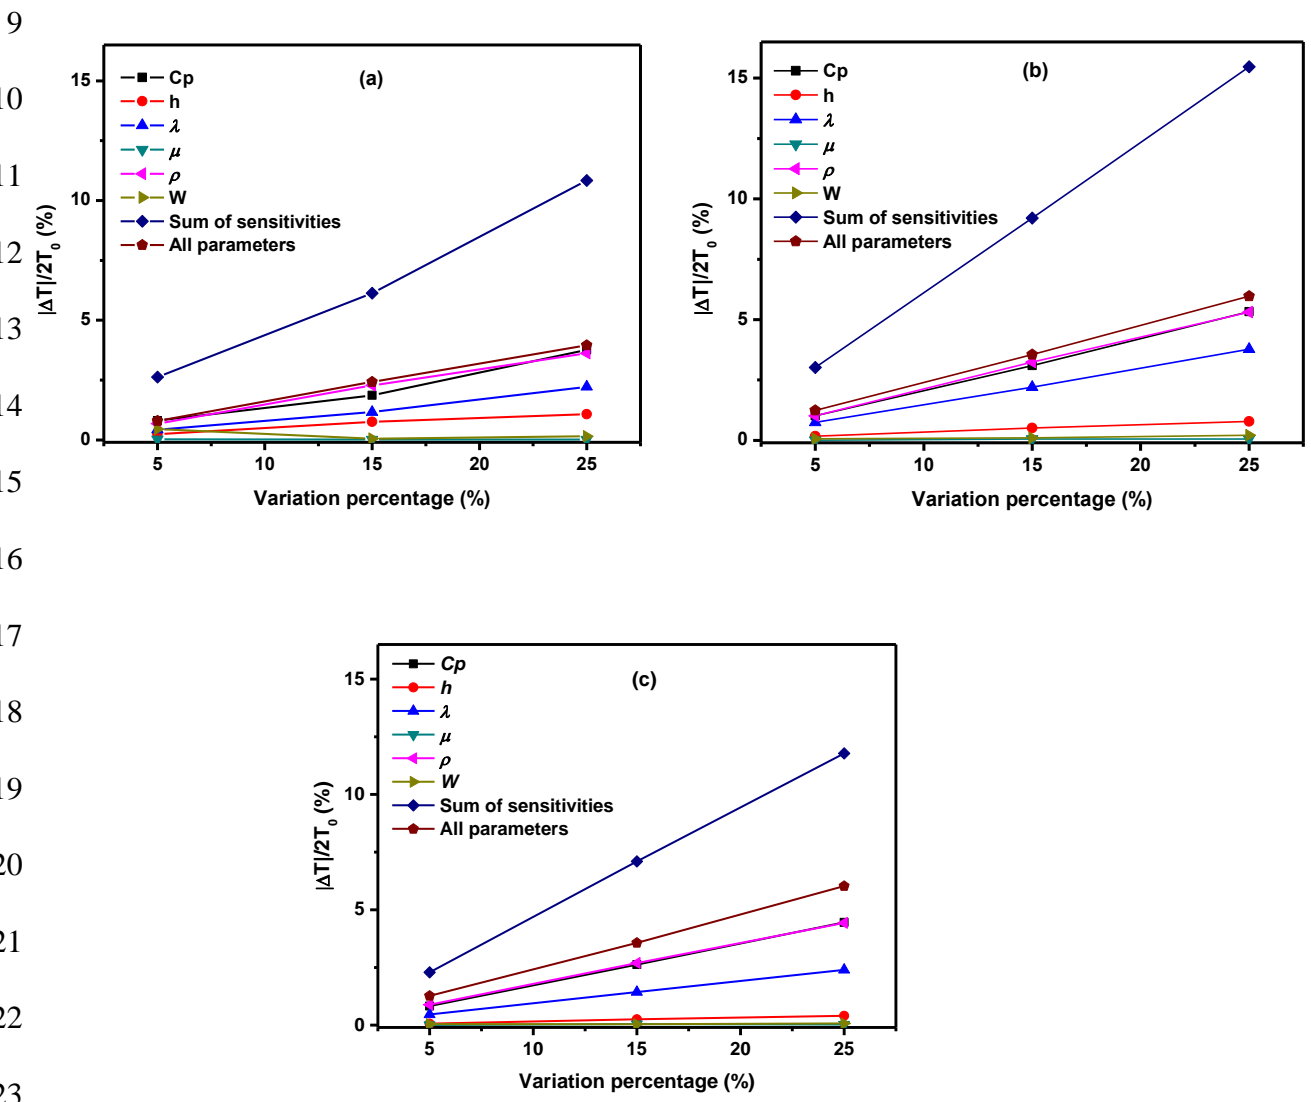 9
10
11
12
13
14
15
16
17
18
19
20
21
22
23
(a)
Cp
h
λ
μ
ρ
W
Sum of sensitivities
All parameters
15
10
5
0
|ΔT|/2T0 (%)
5 10 15 20 25
Variation percentage (%)
(b)
Cp
h
λ
μ
ρ
W
Sum of sensitivities
All parameters
15
10
5
0
|ΔT|/2T0 (%)
5 10 15 20 25
Variation percentage (%)
(c)
Cp
h
λ
μ
ρ
W
Sum of sensitivities
All parameters
15
10
5
0
|ΔT|/2T0 (%)
5 10 15 20 25
Variation percentage (%)